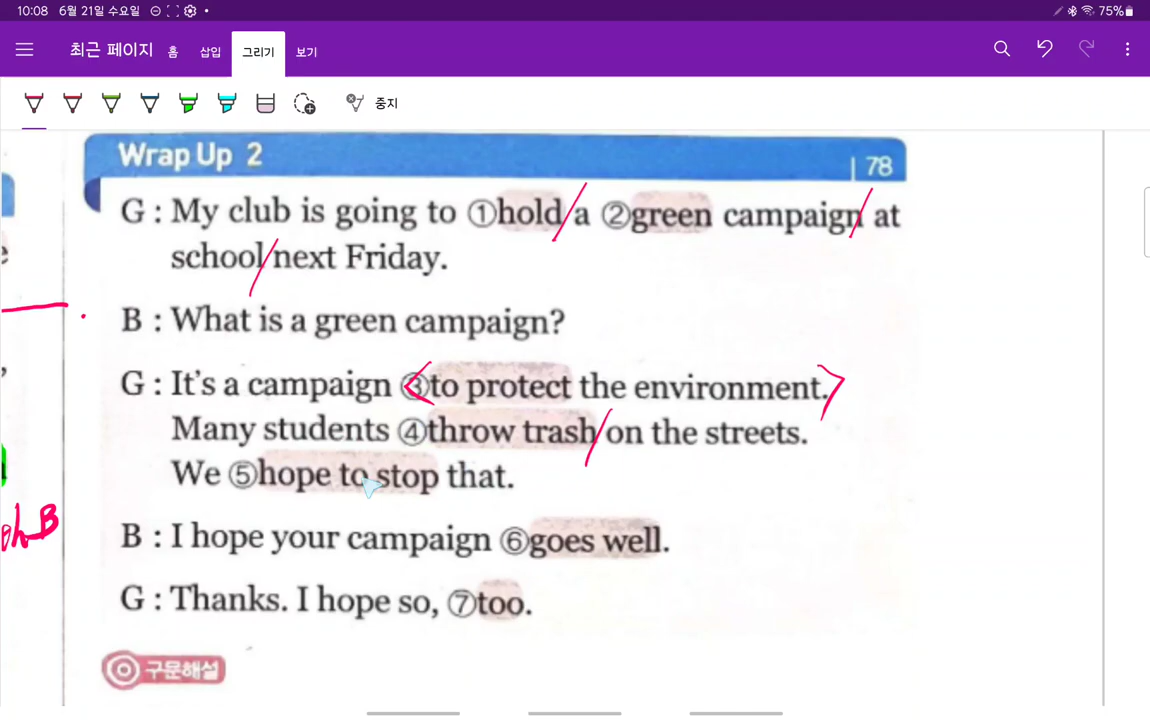 10:08 6월 21일 수요일 75%
최근 페이지 홈 삽입 그리기 보기
중지
Wrap Up 2 | 78
G : My club is going to ①hold a ②green campaign at
school next Friday.
B : What is a green campaign?
G : It's a campaign ③to protect the environment.
Many students ④throw trash on the streets.
We ⑤hope to stop that.
B : I hope your campaign ⑥goes well.
G : Thanks. I hope so, ⑦too.
구문해설